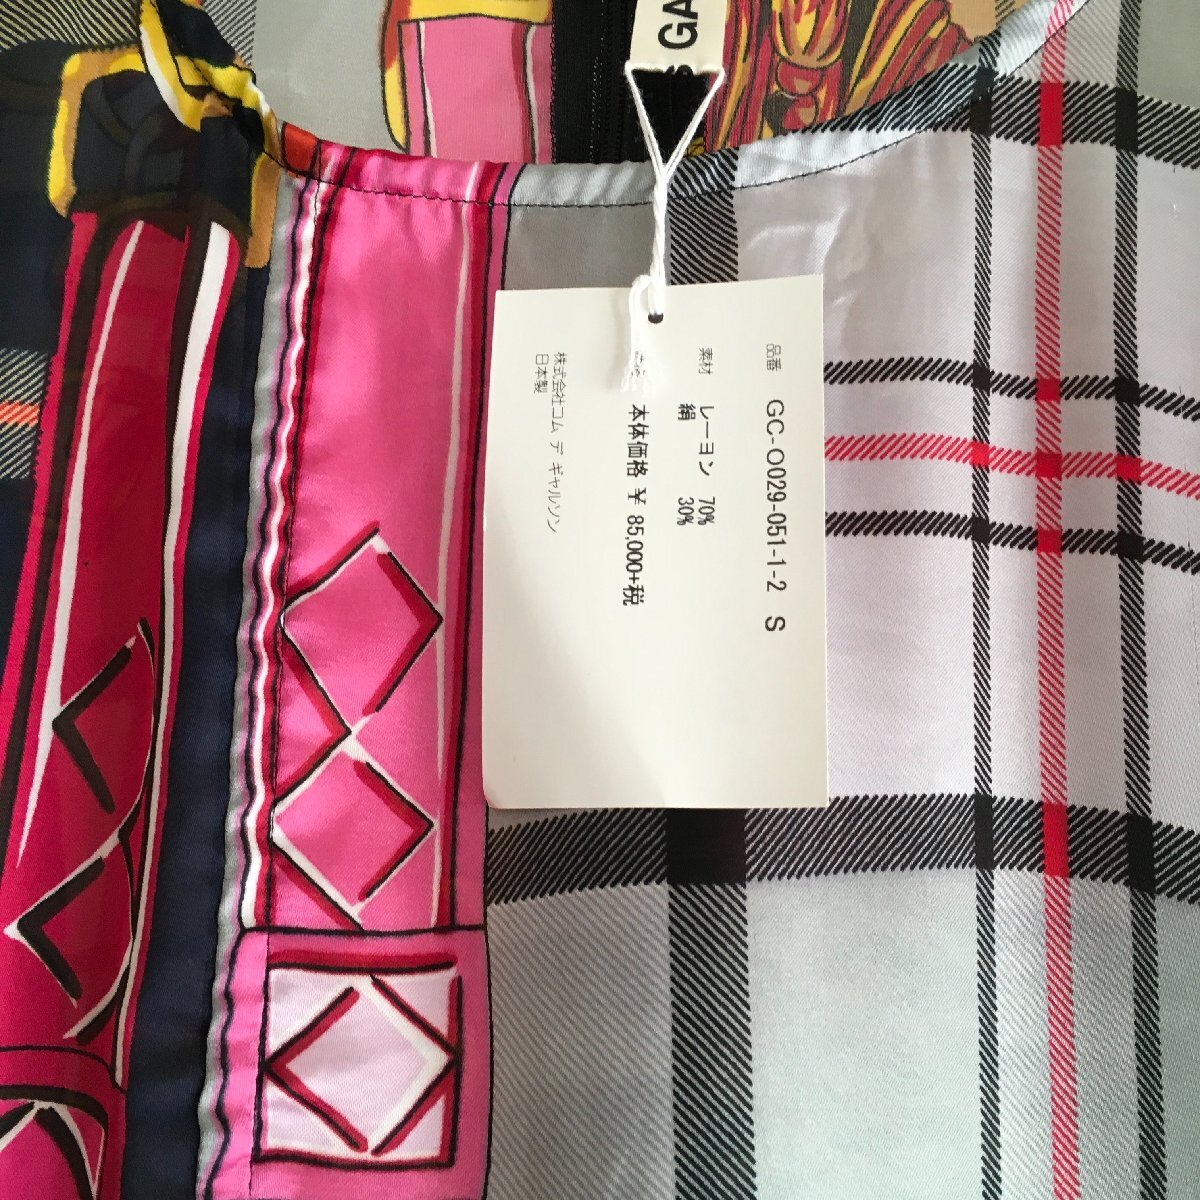 GA
品番 GC-O029-051-1-2 S
素材 レーヨン 70%
絹 30%
本体価格 ¥ 85,000+税
株式会社コム デ ギャルソン
日本製